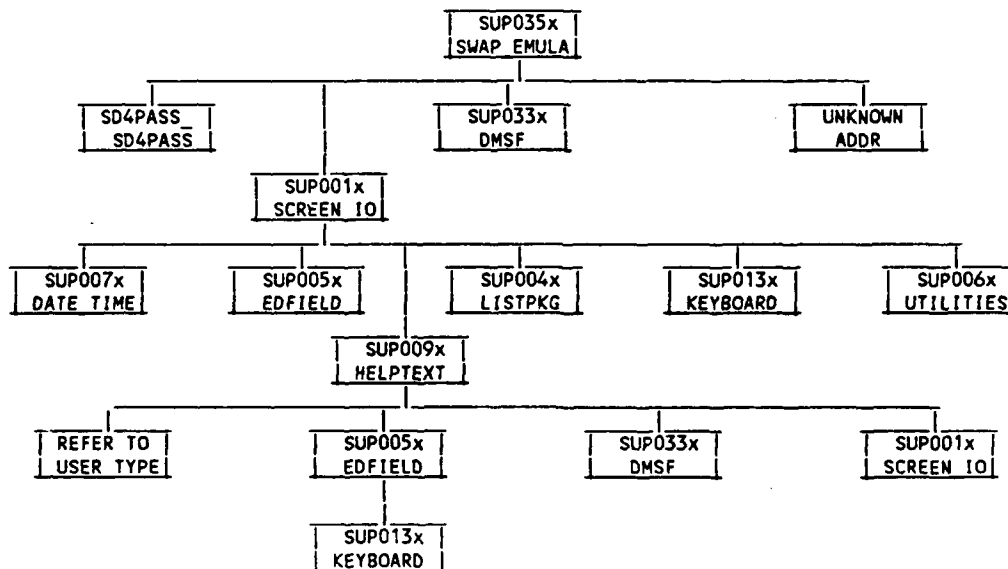 SUP035x
SWAP EMULA
SD4PASS_
SD4PASS
SUP033x
DMSF
UNKNOWN
ADDR
SUP001x
SCREEN IO
SUP007x
DATE TIME
SUP005x
EDFIELD
SUP004x
LISTPKG
SUP013x
KEYBOARD
SUP006x
UTILITIES
SUP009x
HELPTEXT
REFER TO
USER TYPE
SUP005x
EDFIELD
SUP033x
DMSF
SUP001x
SCREEN IO
SUP013x
KEYBOARD